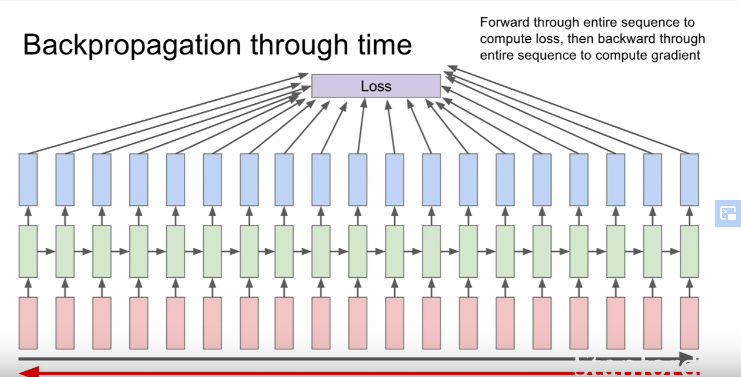 Backpropagation through time
Forward through entire sequence to
compute loss, then backward through
entire sequence to compute gradient
Loss
Stanford